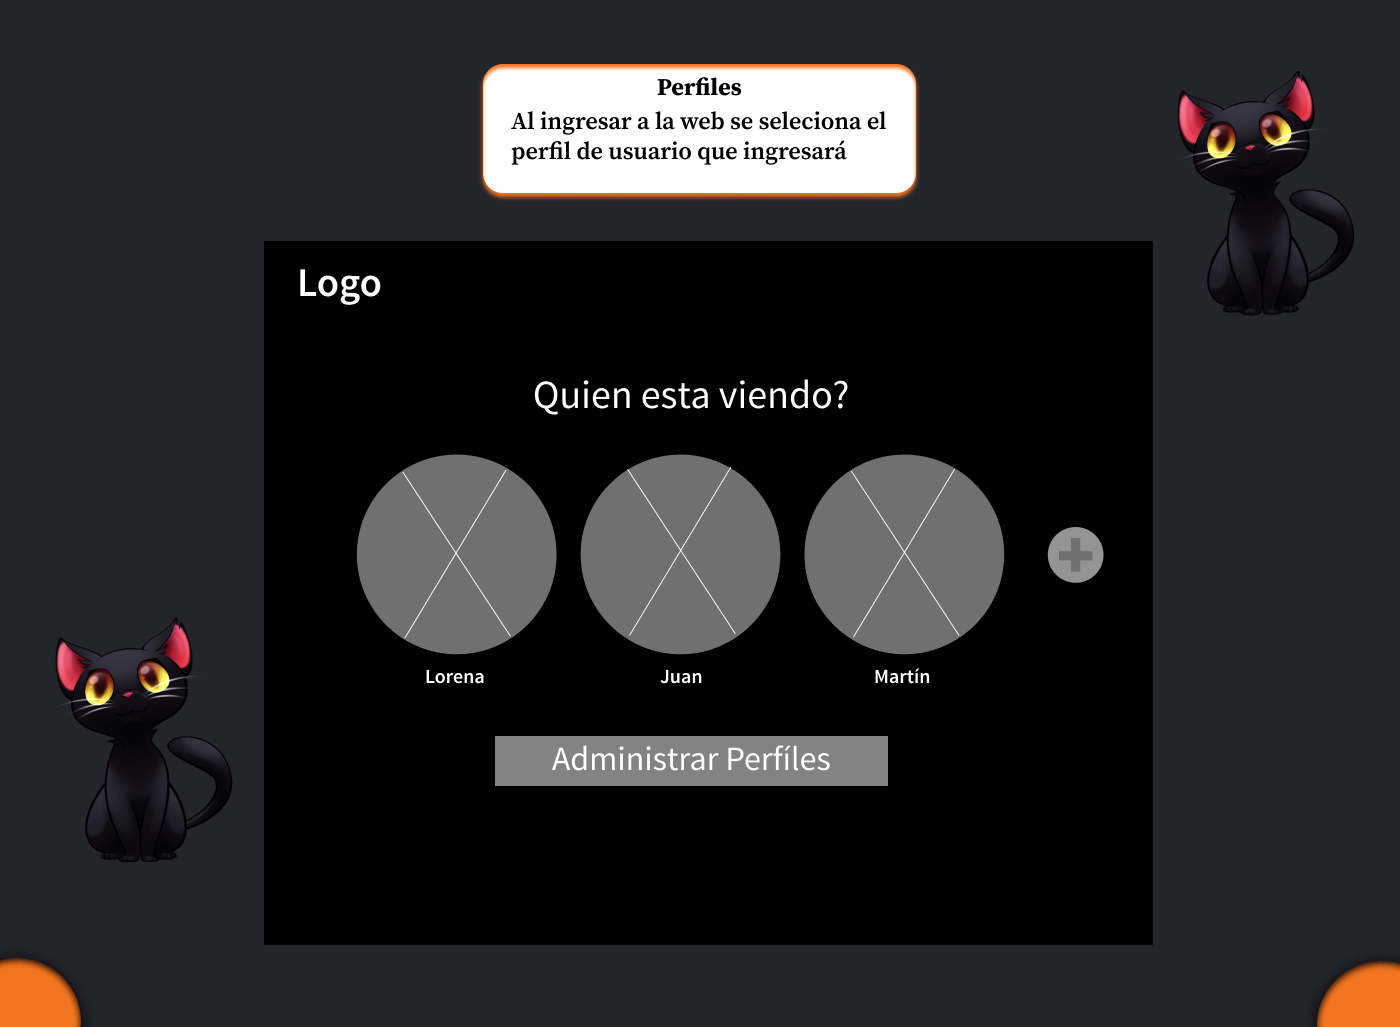 Perfiles
Al ingresar a la web se seleciona el
perfil de usuario que ingresará
Logo
Quien esta viendo?
Lorena
Juan
Martín
Administrar Perfíles